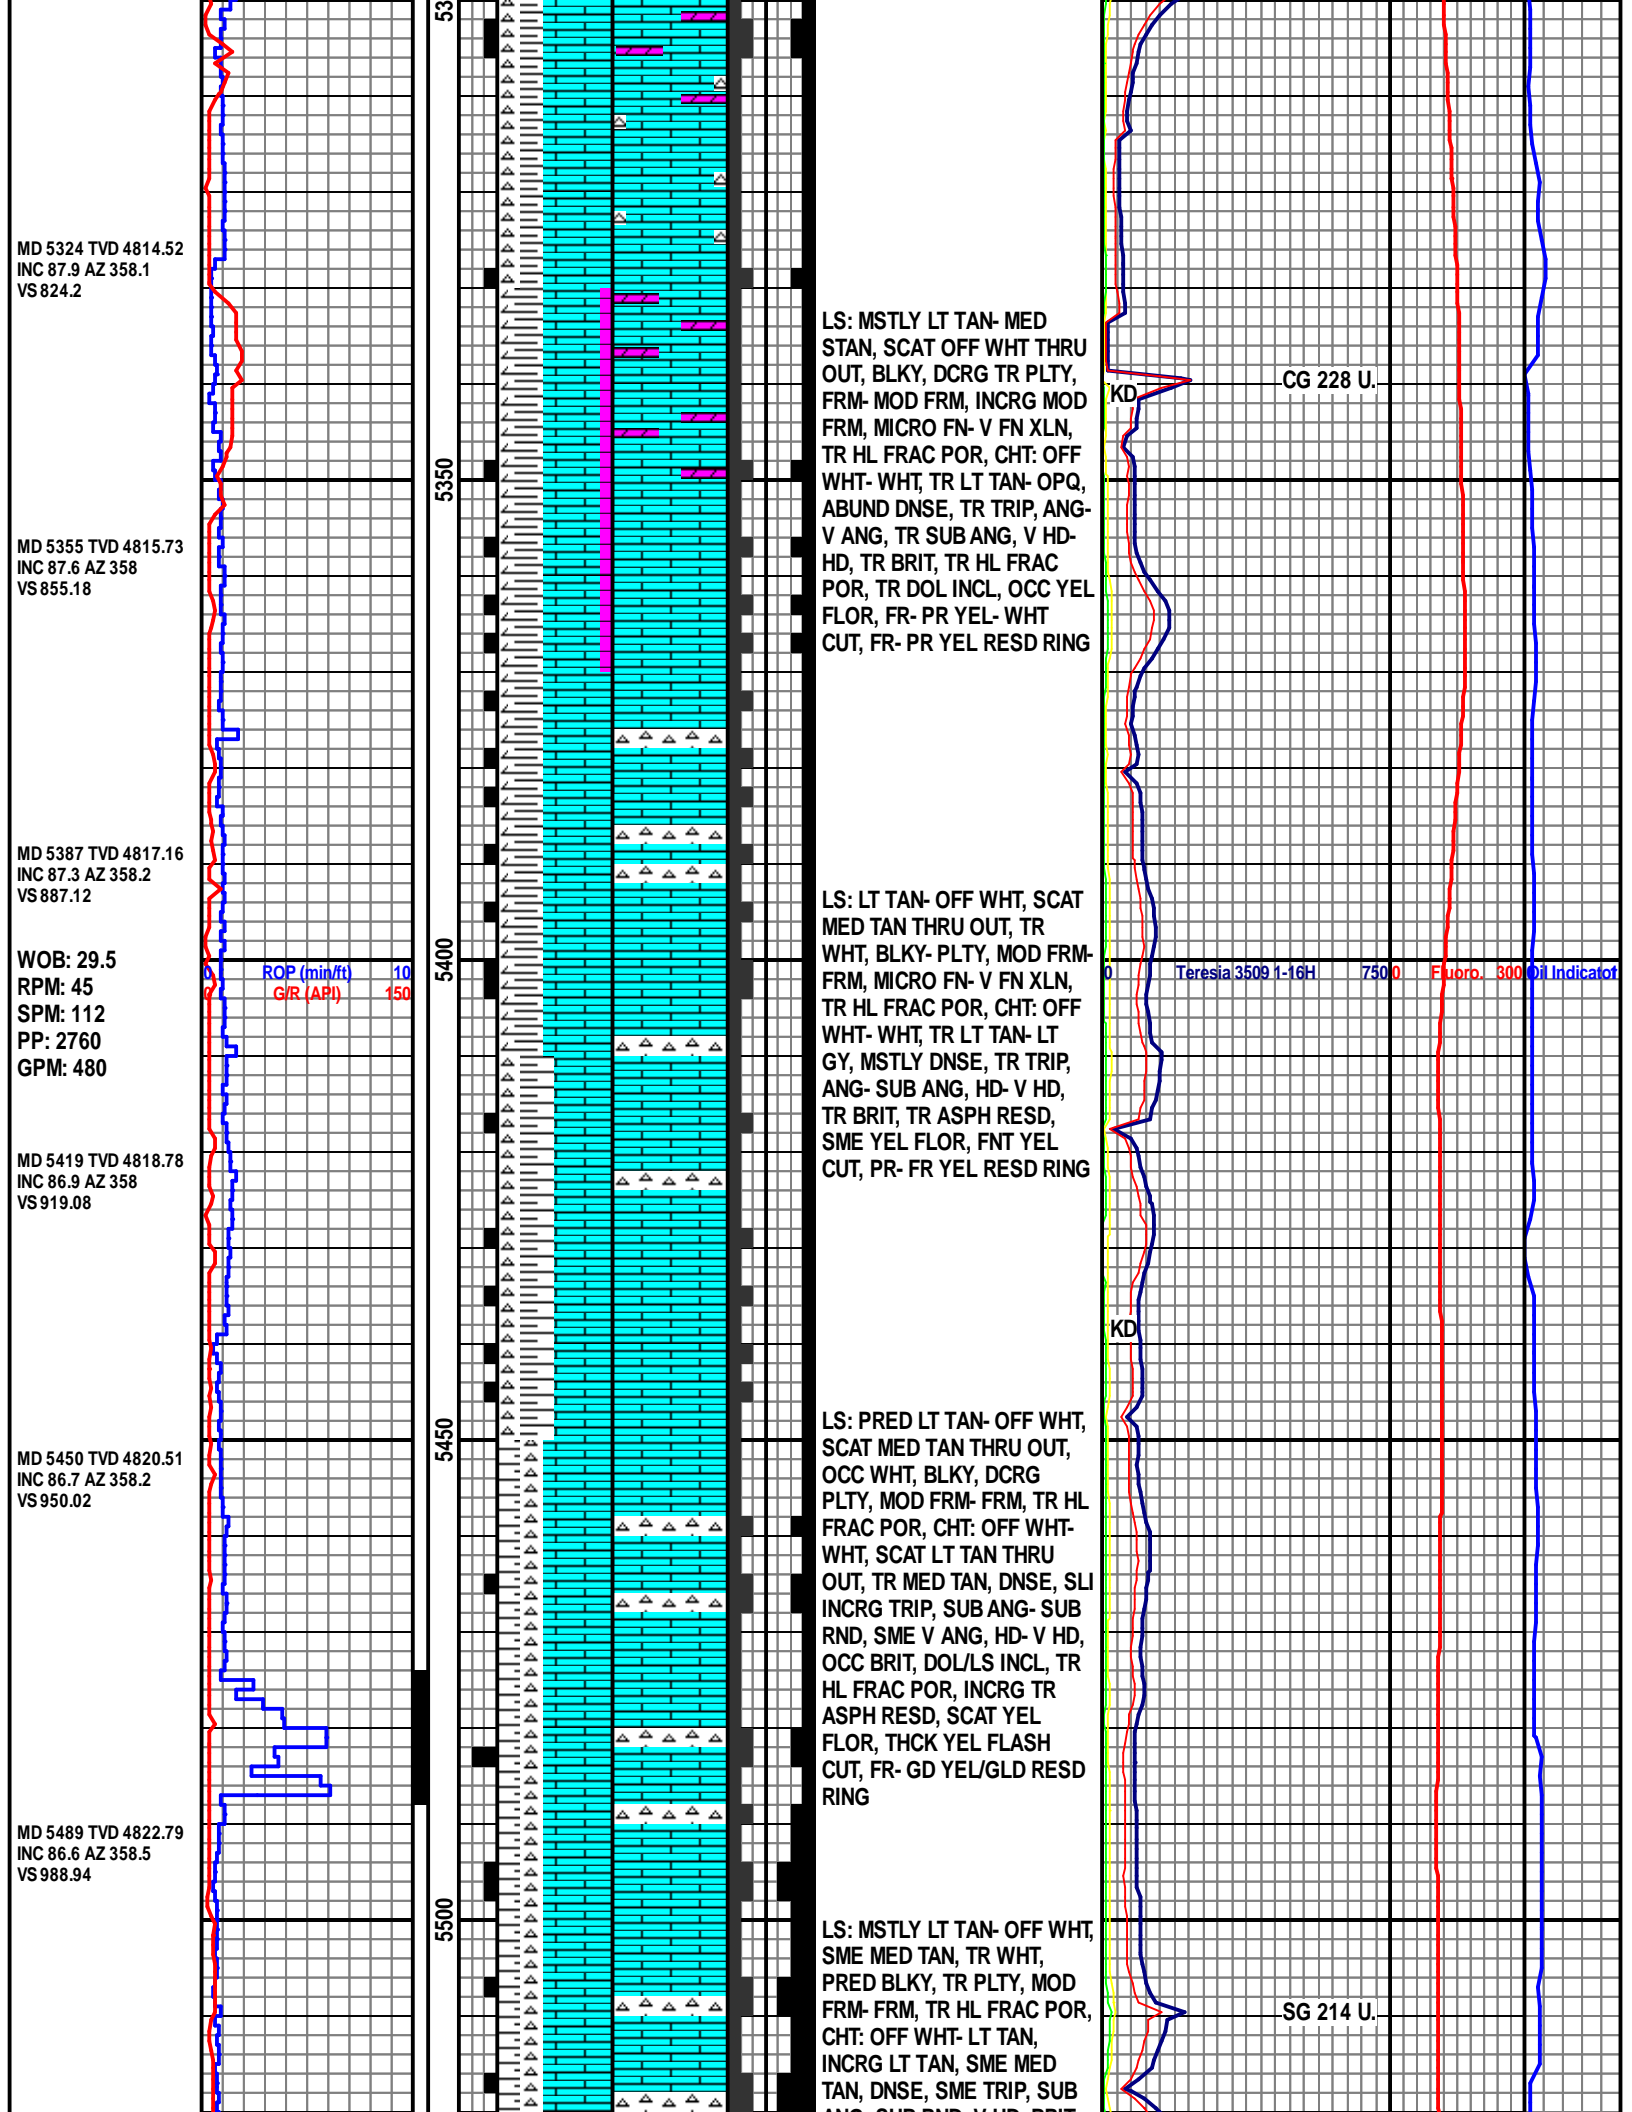 MD 5324 TVD 4814.52
INC 87.9 AZ 358.1
VS 824.2
MD 5355 TVD 4815.73
INC 87.6 AZ 358
VS 855.18
MD 5387 TVD 4817.16
INC 87.3 AZ 358.2
VS 887.12
WOB: 29.5
RPM: 45
SPM: 112
PP: 2760
GPM: 480
MD 5419 TVD 4818.78
INC 86.9 AZ 358
VS 919.08
MD 5450 TVD 4820.51
INC 86.7 AZ 358.2
VS 950.02
MD 5489 TVD 4822.79
INC 86.6 AZ 358.5
VS 988.94
0 ROP (min/ft) 10
0 G/R (API) 150
5350
5400
5450
5500
LS: MSTLY LT TAN- MED
STAN, SCAT OFF WHT THRU
OUT, BLKY, DCRG TR PLTY,
FRM- MOD FRM, INCRG MOD
FRM, MICRO FN- V FN XLN,
TR HL FRAC POR, CHT: OFF
WHT- WHT, TR LT TAN- OPQ,
ABUND DNSE, TR TRIP, ANG-
V ANG, TR SUB ANG, V HD-
HD, TR BRIT, TR HL FRAC
POR, TR DOL INCL, OCC YEL
FLOR, FR- PR YEL- WHT
CUT, FR- PR YEL RESD RING
LS: LT TAN- OFF WHT, SCAT
MED TAN THRU OUT, TR
WHT, BLKY- PLTY, MOD FRM-
FRM, MICRO FN- V FN XLN,
TR HL FRAC POR, CHT: OFF
WHT- WHT, TR LT TAN- LT
GY, MSTLY DNSE, TR TRIP,
ANG- SUB ANG, HD- V HD,
TR BRIT, TR ASPH RESD,
SME YEL FLOR, FNT YEL
CUT, PR- FR YEL RESD RING
LS: PRED LT TAN- OFF WHT,
SCAT MED TAN THRU OUT,
OCC WHT, BLKY, DCRG
PLTY, MOD FRM- FRM, TR HL
FRAC POR, CHT: OFF WHT-
WHT, SCAT LT TAN THRU
OUT, TR MED TAN, DNSE, SLI
INCRG TRIP, SUB ANG- SUB
RND, SME V ANG, HD- V HD,
OCC BRIT, DOL/LS INCL, TR
HL FRAC POR, INCRG TR
ASPH RESD, SCAT YEL
FLOR, THCK YEL FLASH
CUT, FR- GD YEL/GLD RESD
RING
LS: MSTLY LT TAN- OFF WHT,
SME MED TAN, TR WHT,
PRED BLKY, TR PLTY, MOD
FRM- FRM, TR HL FRAC POR,
CHT: OFF WHT- LT TAN,
INCRG LT TAN, SME MED
TAN, DNSE, SME TRIP, SUB
KD
CG 228 U.
0 Teresia 3509 1-16H 750
0 Fluoro. 300
Oil Indicator
KD
SG 214 U.